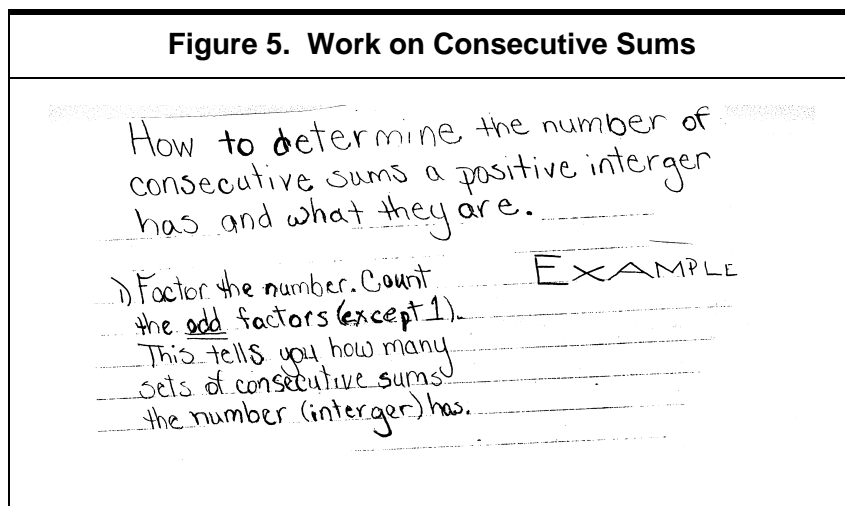 Figure 5. Work on Consecutive Sums
How to determine the number of
consecutive sums a positive interger
has and what they are.
EXAMPLE
1) Factor the number. Count
the odd factors (except 1).
This tells you how many
sets of consecutive sums
the number (interger) has.